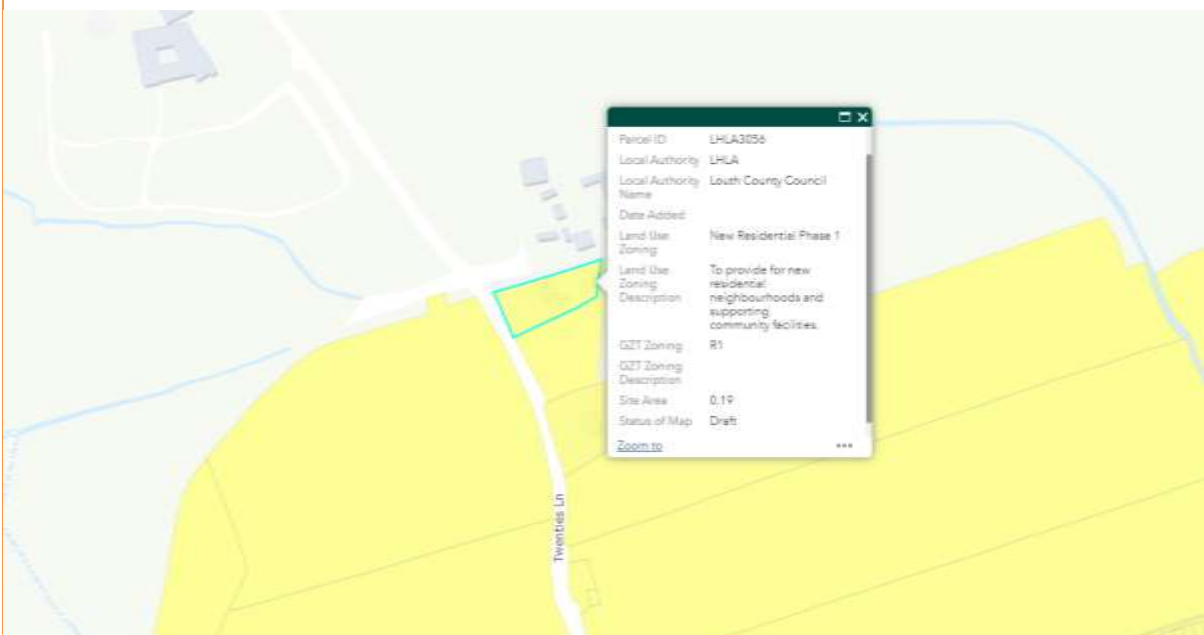 Parcel ID LHLA3056
Local Authority LHLA
Local Authority Louth County Council
Name
Date Added
Land Use New Residential Phase 1
Zoning
Land Use To provide for new
Zoning residential
Description neighbourhoods and
supporting
community facilities.
GZT Zoning R1
GZT Zoning
Description
Site Area 0.19
Status of Map Draft
Zoom to
Twenties Ln